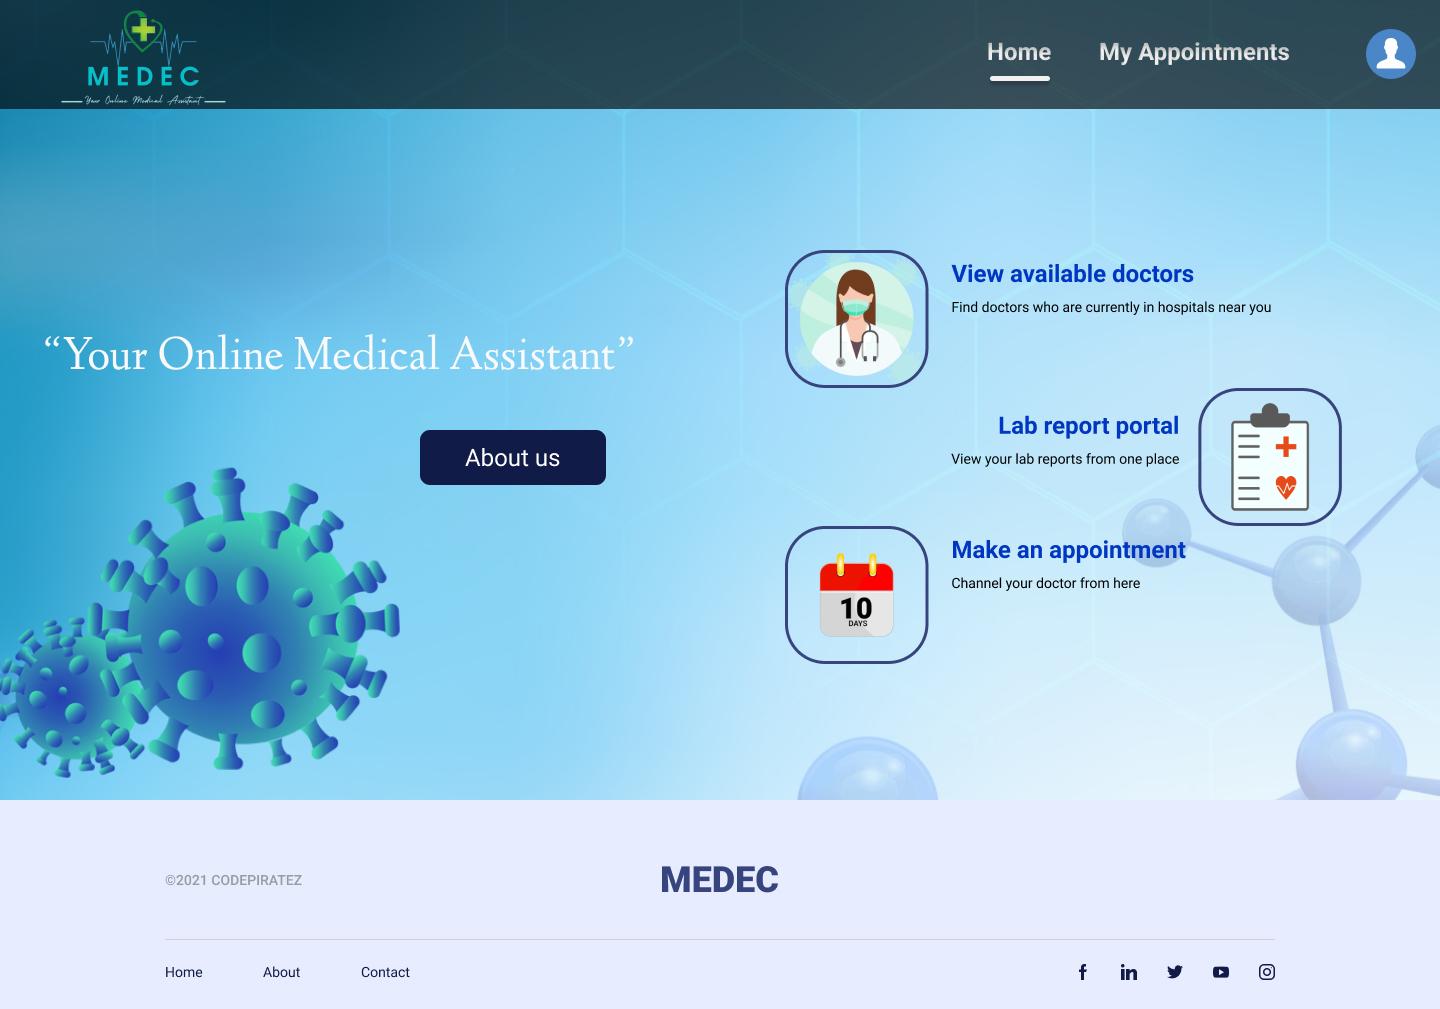 MEDEC
Your Online Medical Assistant
Home
My Appointments
“Your Online Medical Assistant”
About us
View available doctors
Find doctors who are currently in hospitals near you
Lab report portal
View your lab reports from one place
10
DAYS
Make an appointment
Channel your doctor from here
©2021 CODEPIRATEZ
MEDEC
Home
About
Contact